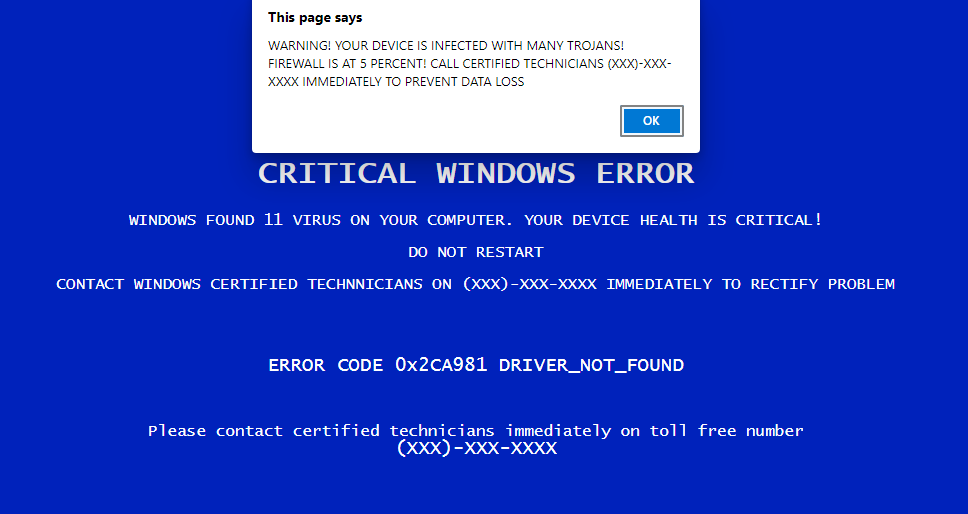 This page says
WARNING! YOUR DEVICE IS INFECTED WITH MANY TROJANS!
FIREWALL IS AT 5 PERCENT! CALL CERTIFIED TECHNICIANS (XXX)-XXX-
XXXX IMMEDIATELY TO PREVENT DATA LOSS
OK
CRITICAL WINDOWS ERROR
WINDOWS FOUND 11 VIRUS ON YOUR COMPUTER. YOUR DEVICE HEALTH IS CRITICAL!
DO NOT RESTART
CONTACT WINDOWS CERTIFIED TECHNNICIANS ON (XXX)-XXX-XXXX IMMEDIATELY TO RECTIFY PROBLEM
ERROR CODE 0x2CA981 DRIVER_NOT_FOUND
Please contact certified technicians immediately on toll free number
(XXX)-XXX-XXXX